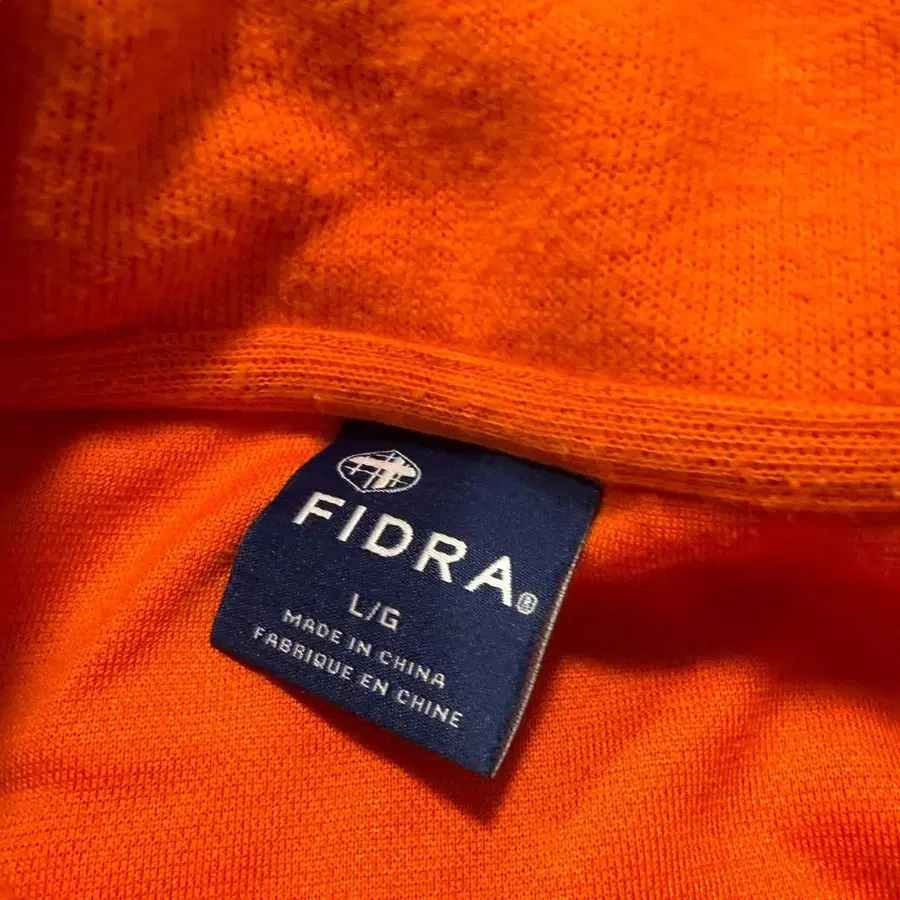 FIDRA®
L/G
MADE IN CHINA
FABRIQUE EN CHINE